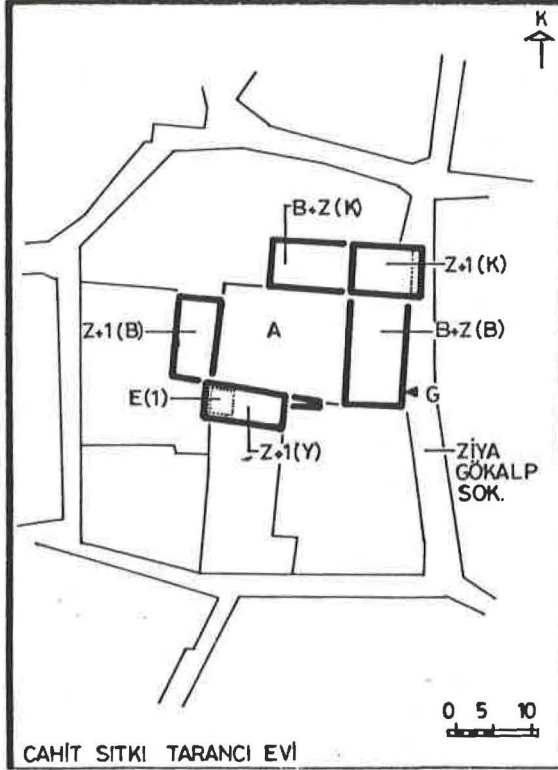 K
B+Z(K)
Z+1(K)
Z+1(B)
A
B+Z(B)
E(1)
G
Z+1(Y)
ZİYA
GÖKALP
SOK.
0 5 10
CAHİT SITKI TARANCI EVİ